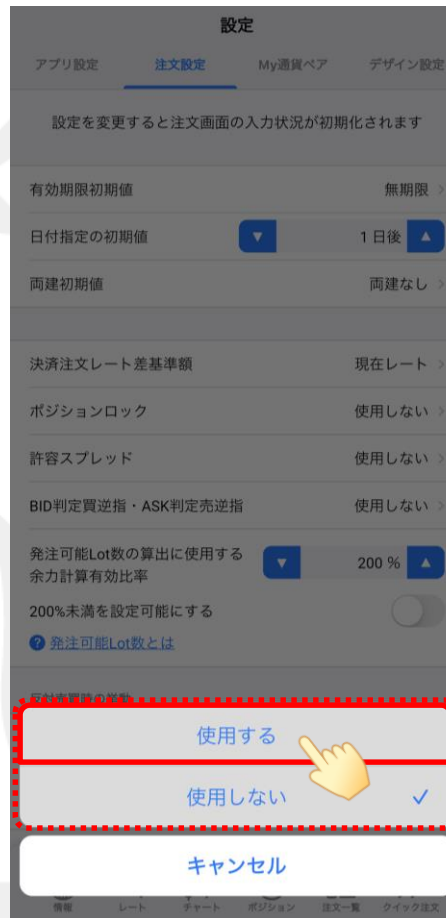 設定
アプリ設定 注文設定 My通貨ペア デザイン設定
設定を変更すると注文画面の入力状況が初期化されます
有効期限初期値 無期限
日付指定の初期値 ▼ 1日後 ▲
両建初期値 両建なし
決済注文レート差基準額 現在レート
ポジションロック 使用しない
許容スプレッド 使用しない
BID判定買逆指・ASK判定売逆指 使用しない
発注可能Lot数の算出に使用する
余力計算有効比率 ▼ 200 % ▲
200%未満を設定可能にする
? 発注可能Lot数とは
反対売買時の挙動
使用する
使用しない ✓
キャンセル
情報 レート チャート ポジション 注文一覧 クイック注文